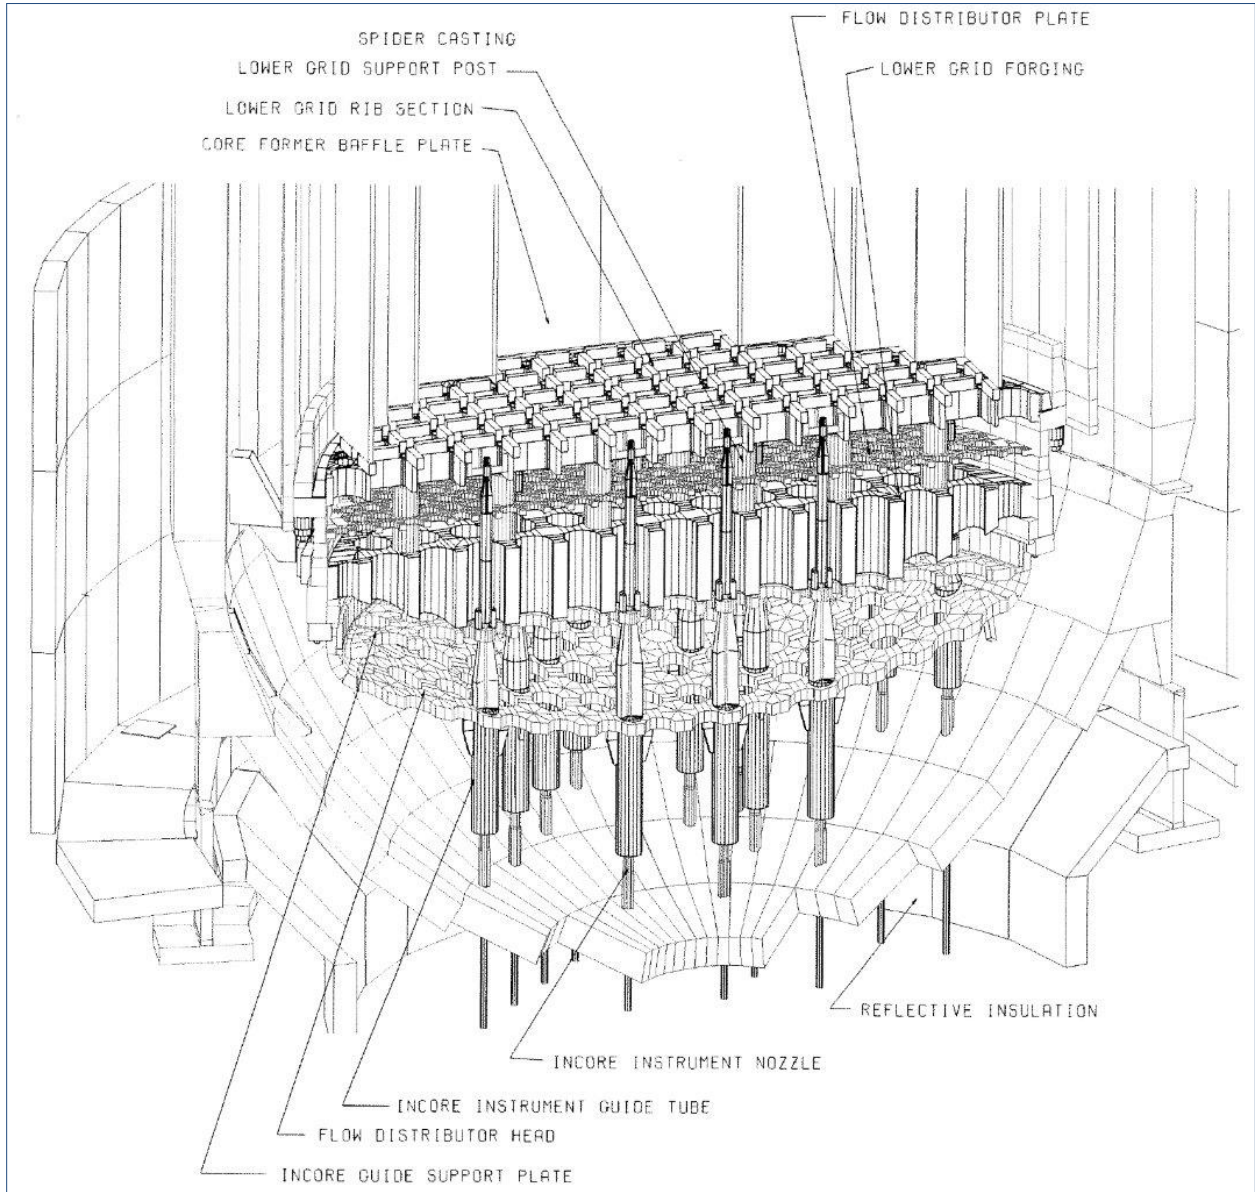 FLOW DISTRIBUTOR PLATE
SPIDER CASTING
LOWER GRID SUPPORT POST
LOWER GRID FORGING
LOWER GRID RIB SECTION
CORE FORMER BAFFLE PLATE
REFLECTIVE INSULATION
INCORE INSTRUMENT NOZZLE
INCORE INSTRUMENT GUIDE TUBE
FLOW DISTRIBUTOR HEAD
INCORE GUIDE SUPPORT PLATE